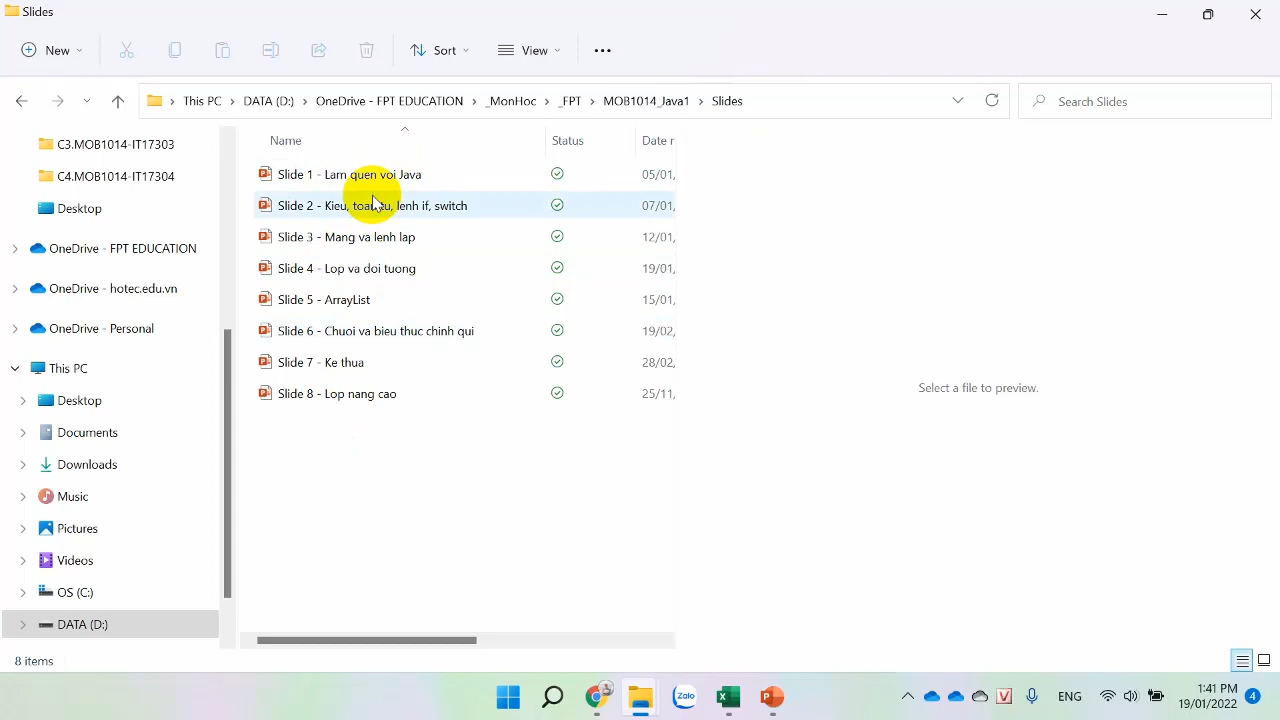 Slides
New
Sort
View
This PC
DATA (D:)
OneDrive - FPT EDUCATION
_MonHoc
_FPT
MOB1014_Java1
Slides
Search Slides
C3.MOB1014-IT17303
C4.MOB1014-IT17304
Desktop
OneDrive - FPT EDUCATION
OneDrive - hotec.edu.vn
OneDrive - Personal
This PC
Desktop
Documents
Downloads
Music
Pictures
Videos
OS (C:)
DATA (D:)
Name Status Date
Slide 1 - Lam quen voi Java 05/01,
Slide 2 - Kieu, toan tu, lenh if, switch 07/01,
Slide 3 - Mang va lenh lap 12/01,
Slide 4 - Lop va doi tuong 19/01,
Slide 5 - ArrayList 15/01,
Slide 6 - Chuoi va bieu thuc chinh qui 19/02,
Slide 7 - Ke thua 28/02,
Slide 8 - Lop nang cao 25/11,
Select a file to preview.
8 items
Zalo
ENG
1:41 PM
19/01/2022
4